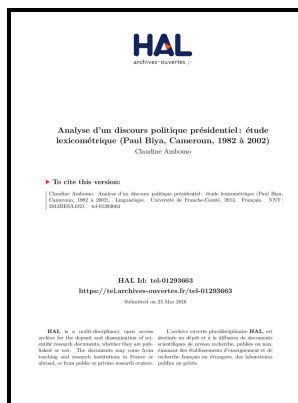 HAL
archives-ouvertes.fr
Analyse d'un discours politique présidentiel : étude
lexicométrique (Paul Biya, Cameroun, 1982 à 2002)
Claudine Ambomo
To cite this version:
Claudine Ambomo. Analyse d'un discours politique présidentiel : étude lexicométrique (Paul Biya,
Cameroun, 1982 à 2002). Linguistique. Université de Franche-Comté, 2013. Français. NNT :
2013BESA1021. tel-01293663
HAL Id: tel-01293663
https://tel.archives-ouvertes.fr/tel-01293663
Submitted on 25 Mar 2016
HAL is a multi-disciplinary open access
archive for the deposit and dissemination of sci-
entific research documents, whether they are pub-
lished or not. The documents may come from
teaching and research institutions in France or
abroad, or from public or private research centers.
L'archive ouverte pluridisciplinaire HAL, est
destinée au dépôt et à la diffusion de documents
scientifiques de niveau recherche, publiés ou non,
émanant des établissements d'enseignement et de
recherche français ou étrangers, des laboratoires
publics ou privés.